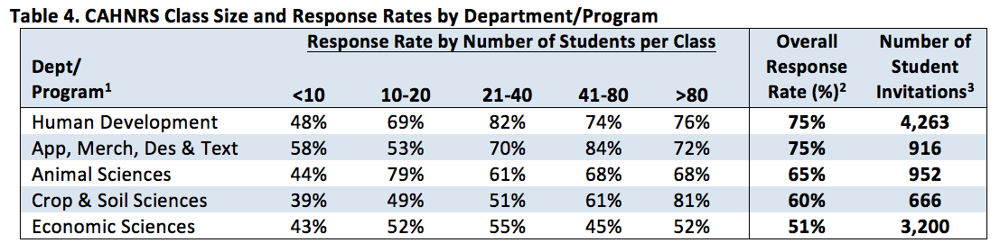 Table 4. CAHNRS Class Size and Response Rates by Department/Program
Response Rate by Number of Students per Class Overall Number of
Dept/ Response Student
Program1 <10 10-20 21-40 41-80 >80 Rate (%)2 Invitations3
Human Development 48% 69% 82% 74% 76% 75% 4,263
App, Merch, Des & Text 58% 53% 70% 84% 72% 75% 916
Animal Sciences 44% 79% 61% 68% 68% 65% 952
Crop & Soil Sciences 39% 49% 51% 61% 81% 60% 666
Economic Sciences 43% 52% 55% 45% 52% 51% 3,200